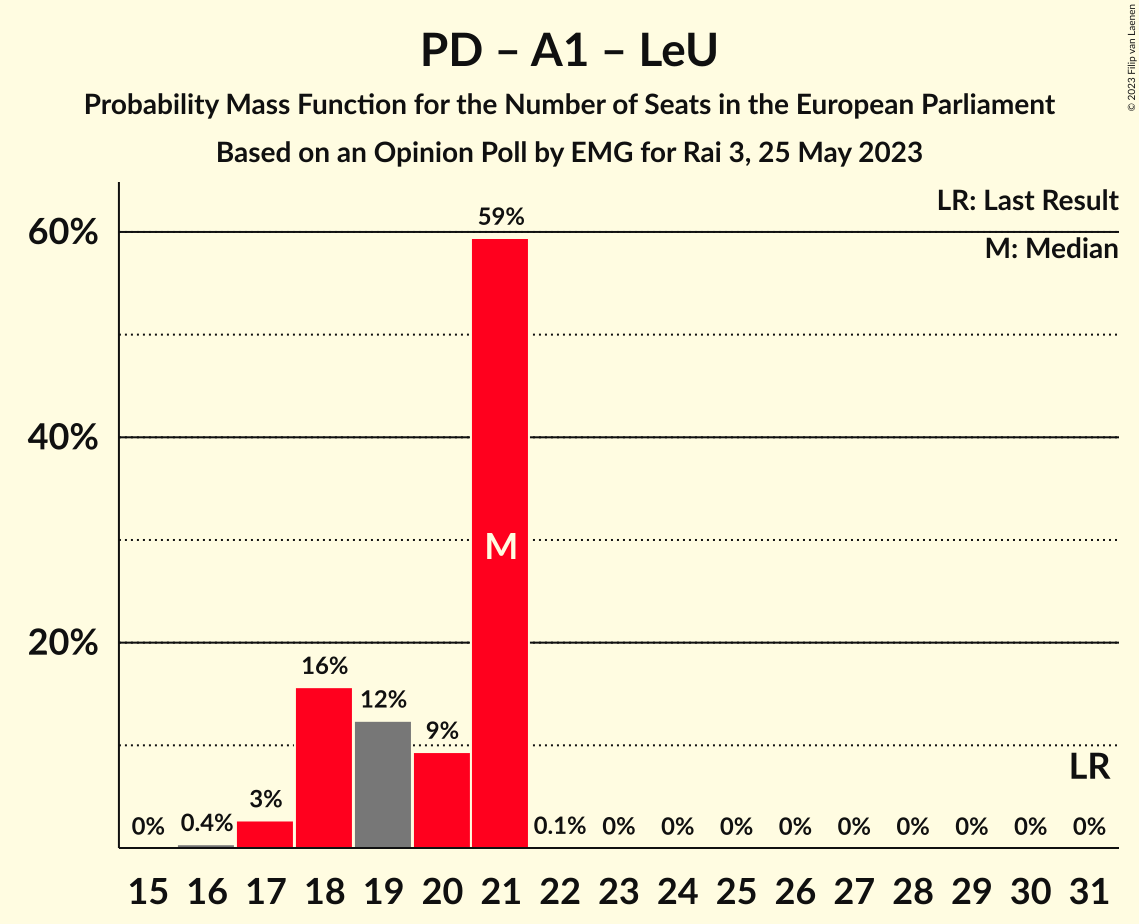 PD – A1 – LeU
Probability Mass Function for the Number of Seats in the European Parliament
Based on an Opinion Poll by EMG for Rai 3, 25 May 2023
© 2023 Filip van Laenen
LR: Last Result
M: Median
60%
40%
20%
0% 0.4% 3% 16% 12% 9% 59% 0.1% 0% 0% 0% 0% 0% 0% 0% 0% 0%
M
LR
15 16 17 18 19 20 21 22 23 24 25 26 27 28 29 30 31